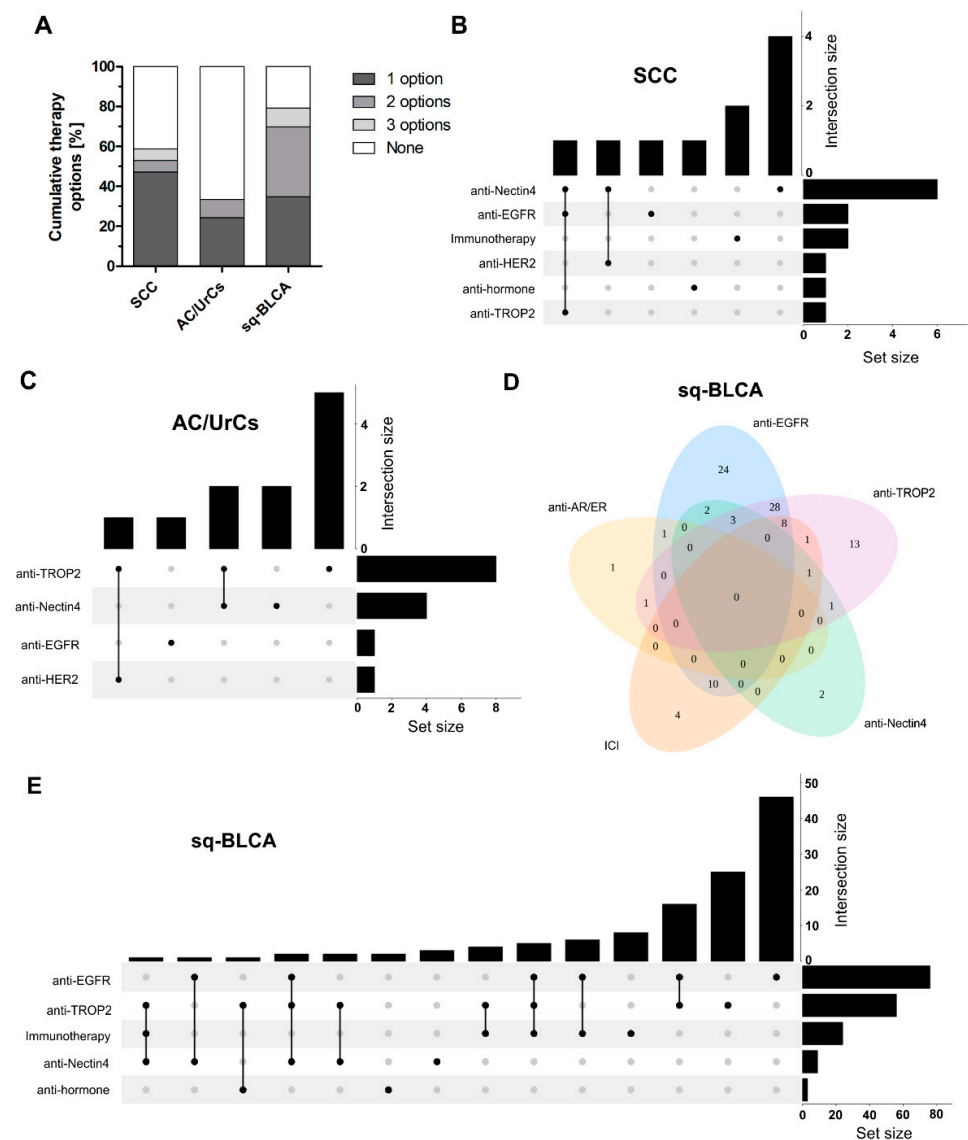 A
100
80
60
40
20
0
Cumulative therapy
options [%]
SCC
AC/UrCs
sq-BLCA
1 option
2 options
3 options
None
B
SCC
4
2
0
Intersection size
anti-Nectin4
anti-EGFR
Immunotherapy
anti-HER2
anti-hormone
anti-TROP2
0 2 4 6
Set size
C
AC/UrCs
4
2
0
Intersection size
anti-TROP2
anti-Nectin4
anti-EGFR
anti-HER2
0 2 4 6 8
Set size
D
sq-BLCA
anti-EGFR
anti-AR/ER
anti-TROP2
24
2
28
3
8
1 0
0
0 1
13
1
0
1
0
1
0
1
0
0
0
0
0
0
0
0
0
10 0
0
2
4
anti-Nectin4
ICI
E
sq-BLCA
50
40
30
20
10
0
Intersection size
anti-EGFR
anti-TROP2
Immunotherapy
anti-Nectin4
anti-hormone
0 20 40 60 80
Set size